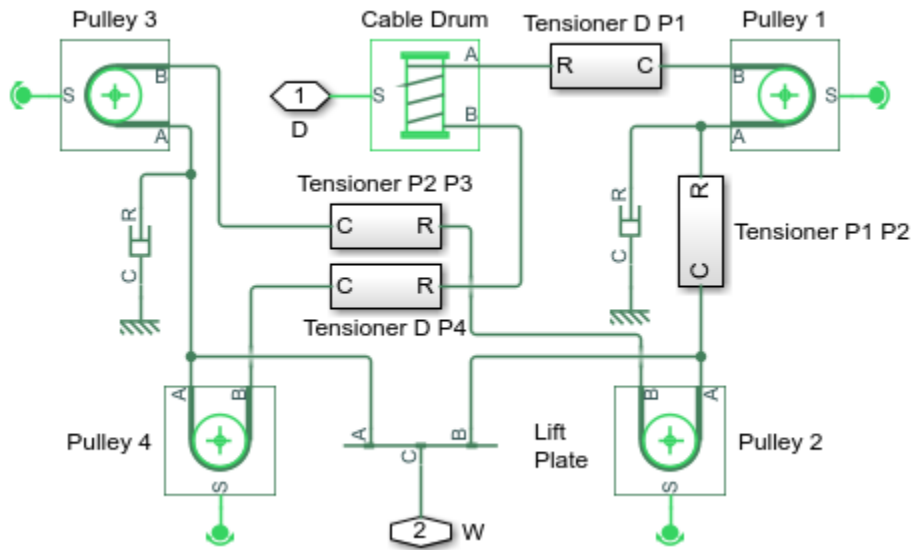 Pulley 3
Cable Drum
Tensioner D P1
Pulley 1
S
B
A
1
D
S
A
B
R
C
B
A
S
R
C
Tensioner P2 P3
C
R
C
R
Tensioner D P4
R
C
R
C
Tensioner P1 P2
A
B
Pulley 4
S
A
B
C
2
W
Lift
Plate
B
A
Pulley 2
S